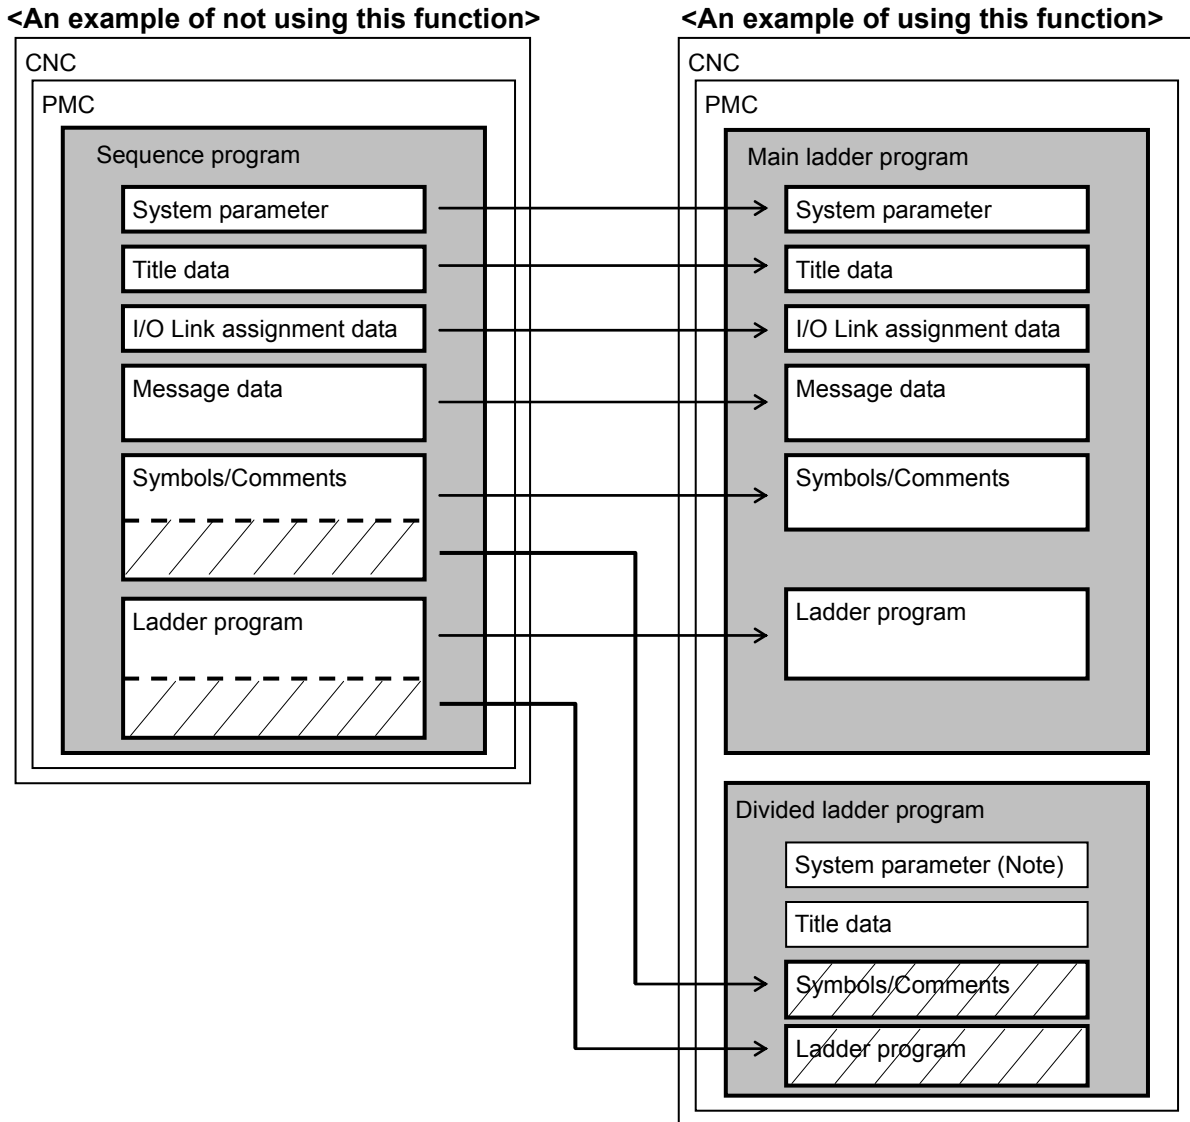 <An example of not using this function>
CNC
PMC
Sequence program
System parameter
Title data
I/O Link assignment data
Message data
Symbols/Comments
Ladder program
<An example of using this function>
CNC
PMC
Main ladder program
System parameter
Title data
I/O Link assignment data
Message data
Symbols/Comments
Ladder program
Divided ladder program
System parameter (Note)
Title data
Symbols/Comments
Ladder program